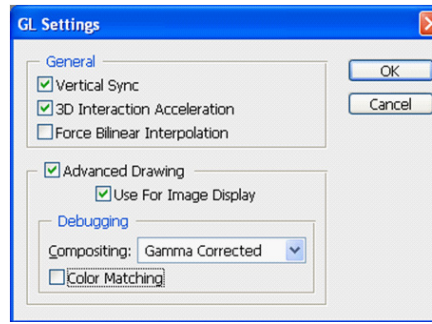 GL Settings
General
Vertical Sync
3D Interaction Acceleration
Force Bilinear Interpolation
OK
Cancel
Advanced Drawing
Use For Image Display
Debugging
Compositing: Gamma Corrected
Color Matching